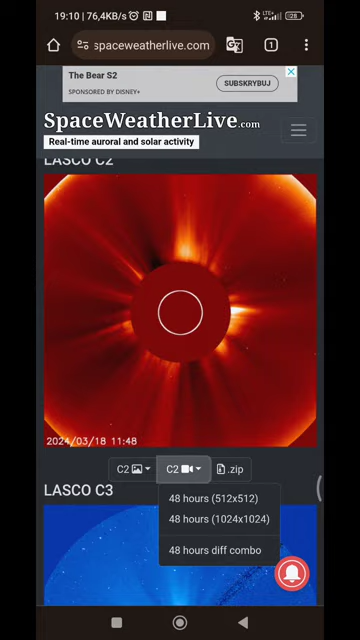 19:10 | 76,4KB/s
LTE+
26
spaceweatherlive.com
1
The Bear S2
SPONSORED BY DISNEY+
SUBSKRYBUJ
SpaceWeatherLive.com
Real-time auroral and solar activity
LASCO C2
2024/03/18 11:48
C2
C2
.zip
LASCO C3
48 hours (512x512)
48 hours (1024x1024)
48 hours diff combo